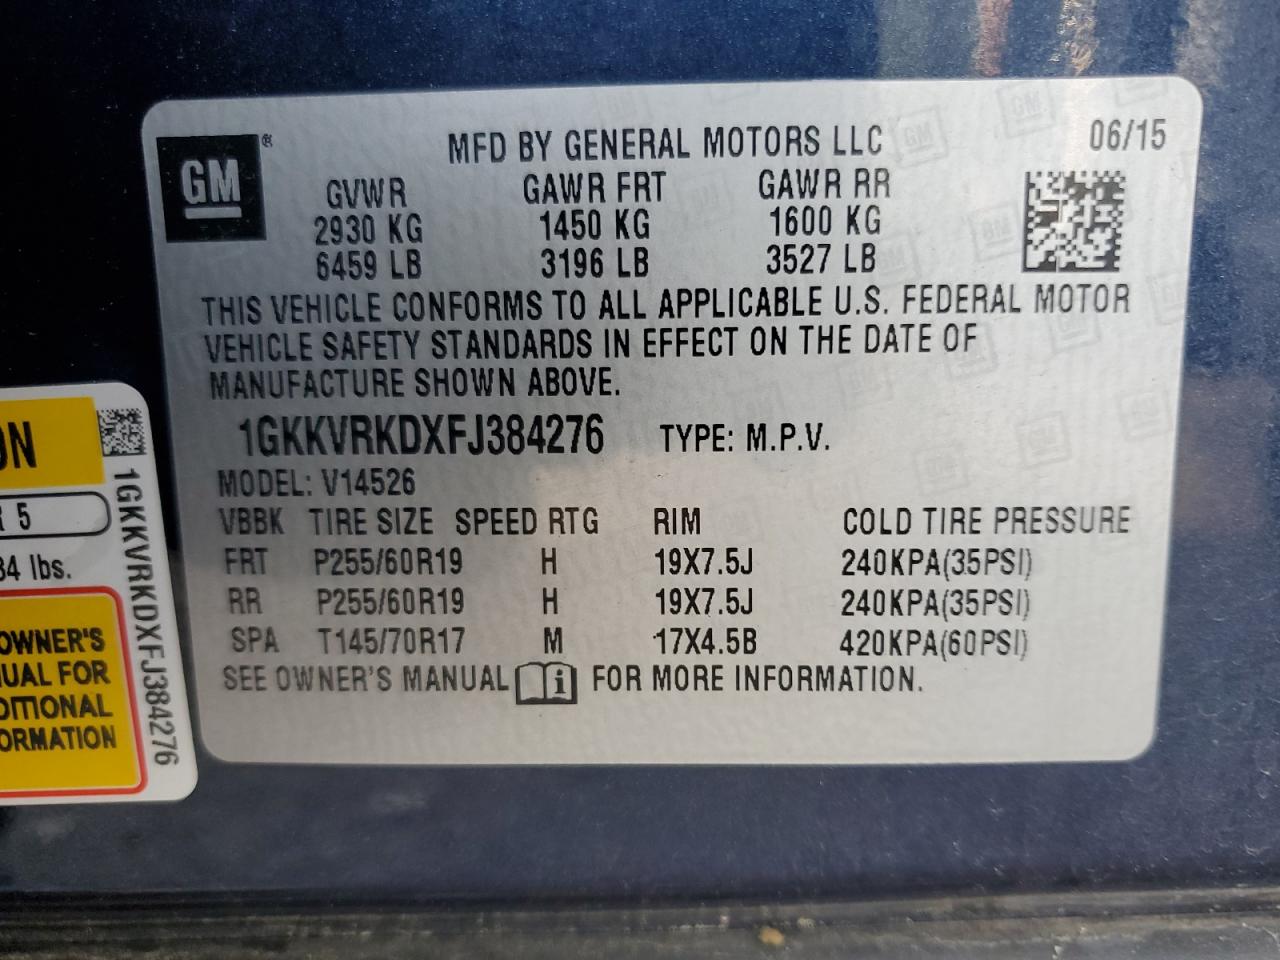 GM®
MFD BY GENERAL MOTORS LLC 06/15
GVWR GAWR FRT GAWR RR
2930 KG 1450 KG 1600 KG
6459 LB 3196 LB 3527 LB
THIS VEHICLE CONFORMS TO ALL APPLICABLE U.S. FEDERAL MOTOR
VEHICLE SAFETY STANDARDS IN EFFECT ON THE DATE OF
MANUFACTURE SHOWN ABOVE.
1GKKVRKDXFJ384276 TYPE: M.P.V.
MODEL: V14526
VBBK TIRE SIZE SPEED RTG RIM COLD TIRE PRESSURE
FRT P255/60R19 H 19X7.5J 240KPA(35PSI)
RR P255/60R19 H 19X7.5J 240KPA(35PSI)
SPA T145/70R17 M 17X4.5B 420KPA(60PSI)
SEE OWNER'S MANUAL i FOR MORE INFORMATION.
ON
R 5
34 lbs.
OWNER'S
UAL FOR
DITIONAL
ORMATION
1GKKVRKDXFJ384276